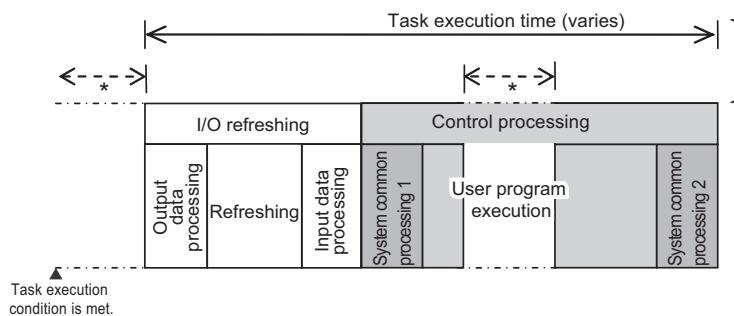 Task execution time (varies)
*
*
I/O refreshing
Control processing
Output
data
processing
Refreshing
Input data
processing
System common
processing 1
User program
execution
System common
processing 2
Task execution
condition is met.